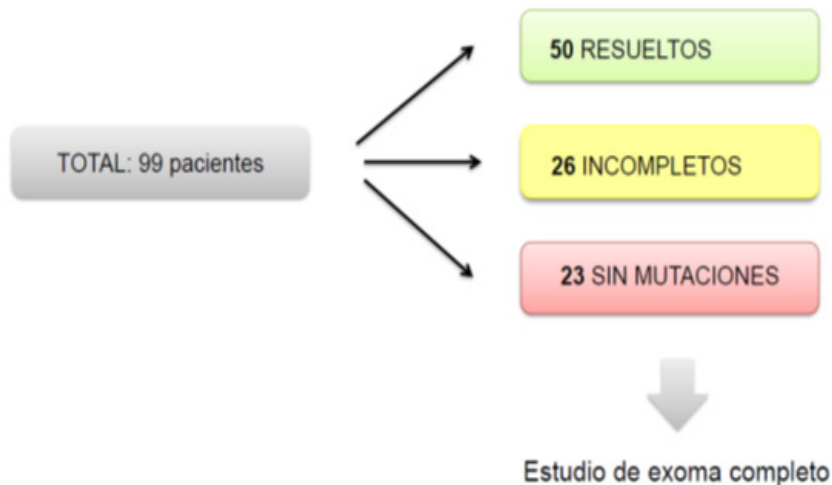 50 RESUELTOS
TOTAL: 99 pacientes
26 INCOMPLETOS
23 SIN MUTACIONES
Estudio de exoma completo